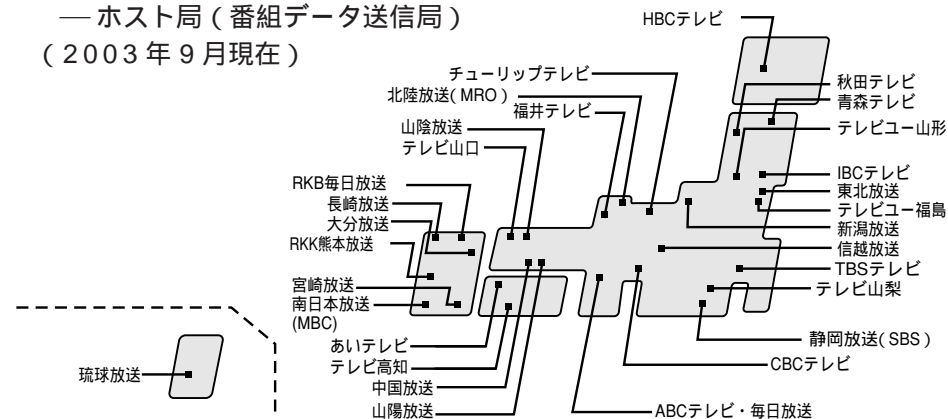 ― ホスト局 ( 番組データ送信局 )
( 2003 年 9 月現在 )
HBCテレビ
チューリップテレビ
北陸放送( MRO )
福井テレビ
山陰放送
テレビ山口
RKB毎日放送
長崎放送
大分放送
RKK熊本放送
宮崎放送
南日本放送
(MBC)
あいテレビ
テレビ高知
中国放送
山陽放送
琉球放送
秋田テレビ
青森テレビ
テレビユー山形
IBCテレビ
東北放送
テレビユー福島
新潟放送
信越放送
TBSテレビ
テレビ山梨
静岡放送( SBS )
CBCテレビ
ABCテレビ・毎日放送